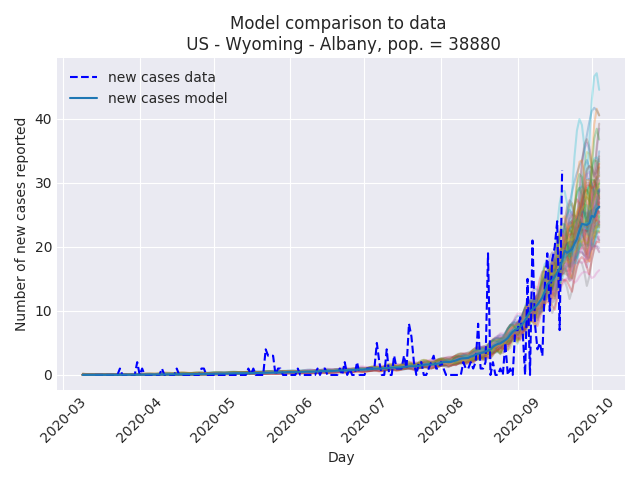 Model comparison to data
US - Wyoming - Albany, pop. = 38880
new cases data
new cases model
Number of new cases reported
40
30
20
10
0
2020-03
2020-04
2020-05
2020-06
2020-07
2020-08
2020-09
2020-10
Day